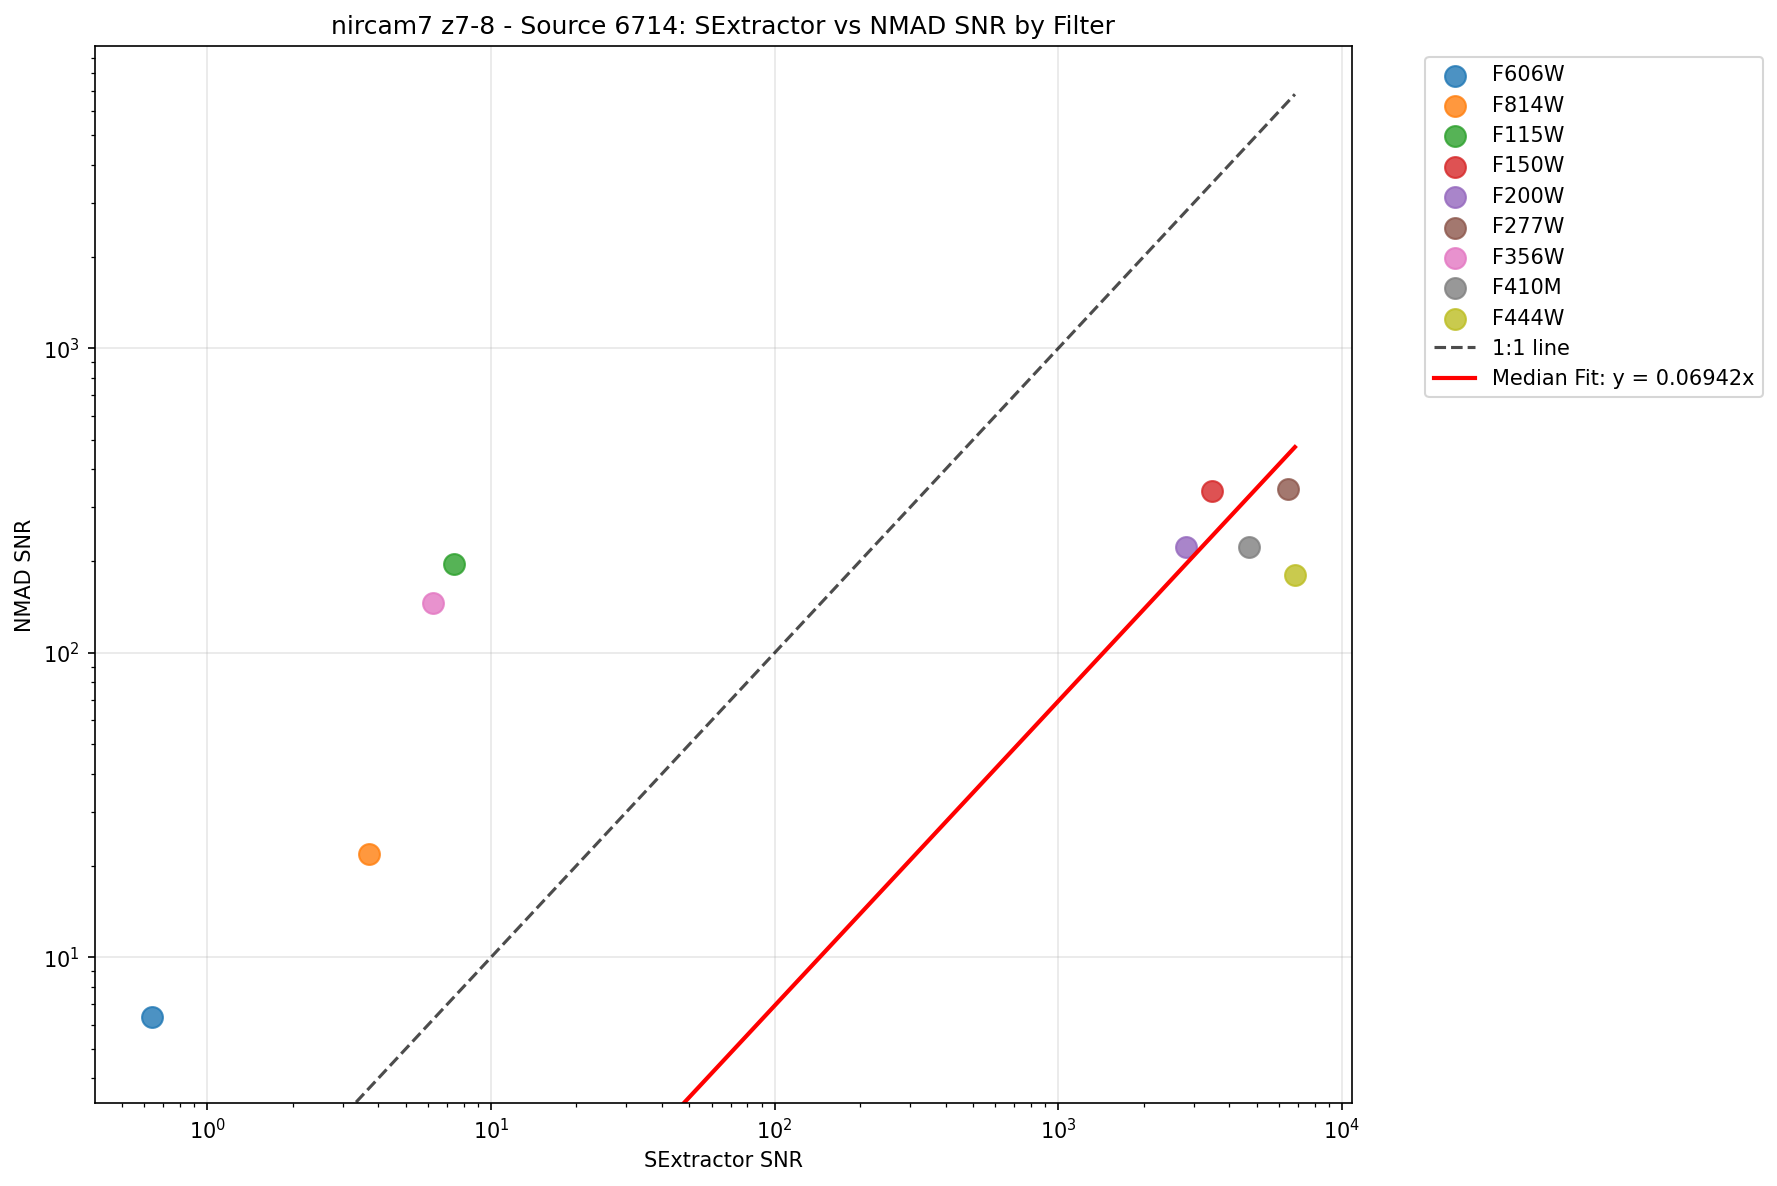 nircam7 z7-8 - Source 6714: SExtractor vs NMAD SNR by Filter
NMAD SNR
10³
10²
10¹
10⁰
10¹
10²
10³
10⁴
SExtractor SNR
F606W
F814W
F115W
F150W
F200W
F277W
F356W
F410M
F444W
1:1 line
Median Fit: y = 0.06942x